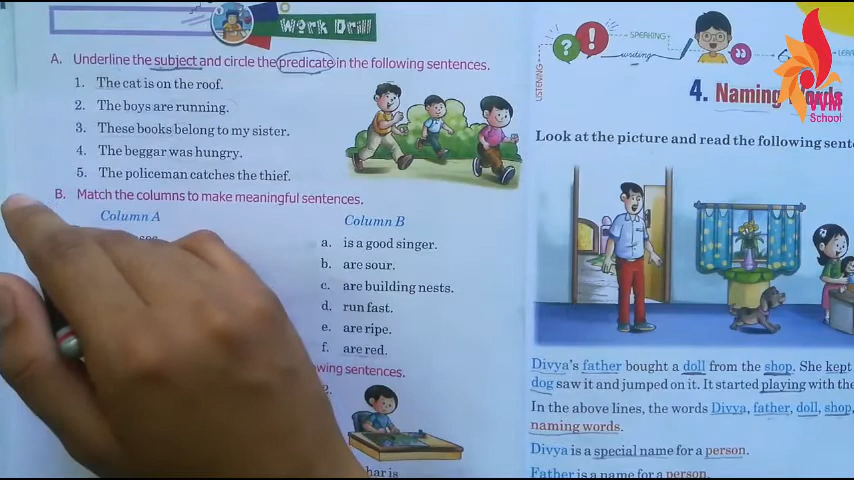 Work Drill
A. Underline the subject and circle the predicate in the following sentences.
1. The cat is on the roof.
2. The boys are running.
3. These books belong to my sister.
4. The beggar was hungry.
5. The policeman catches the thief.
B. Match the columns to make meaningful sentences.
Column A
Column B
a. is a good singer.
b. are sour.
c. are building nests.
d. run fast.
e. are ripe.
f. are red.
wing sentences.
2.
har is
SPEAKING
writing
LISTENING
4. Naming Words
VVM
School
Look at the picture and read the following sent
Divya's father bought a doll from the shop. She kept
dog saw it and jumped on it. It started playing with the
In the above lines, the words Divya, father, doll, shop,
naming words.
Divya is a special name for a person.
Father is a name for a person.